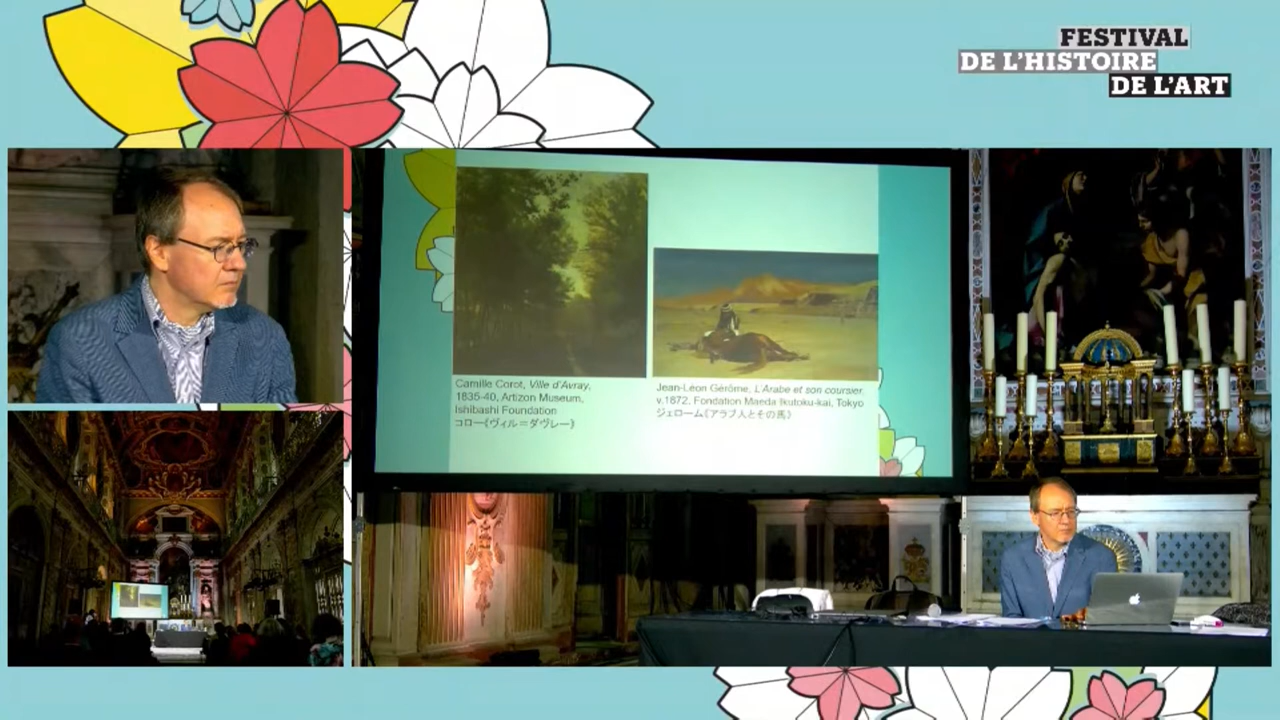 FESTIVAL
DE L'HISTOIRE
DE L'ART
Camille Corot, Ville d'Avray,
1835-40, Artizon Museum,
Ishibashi Foundation
コロー《ヴィル＝ダヴレー》
Jean-Léon Gérôme, L'Arabe et son coursier,
v.1872, Fondation Maeda Ikutoku-kai, Tokyo
ジェローム《アラブ人とその馬》